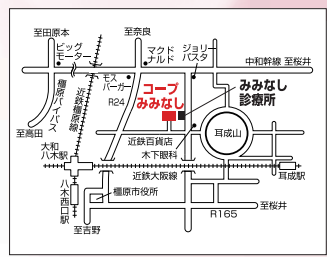 至田原本
至奈良
ビッグ
モーター
マクド
ナルド
ジョリー
パスタ
中和幹線 至桜井
モス
バーガー
コープ
みみなし
みみなし
診療所
橿原バイパス
近鉄橿原線
R24
至高田
近鉄百貨店
木下眼科
耳成山
大和
八木駅
近鉄大阪線
耳成駅
八木西口駅
橿原市役所
至吉野
R165
至桜井